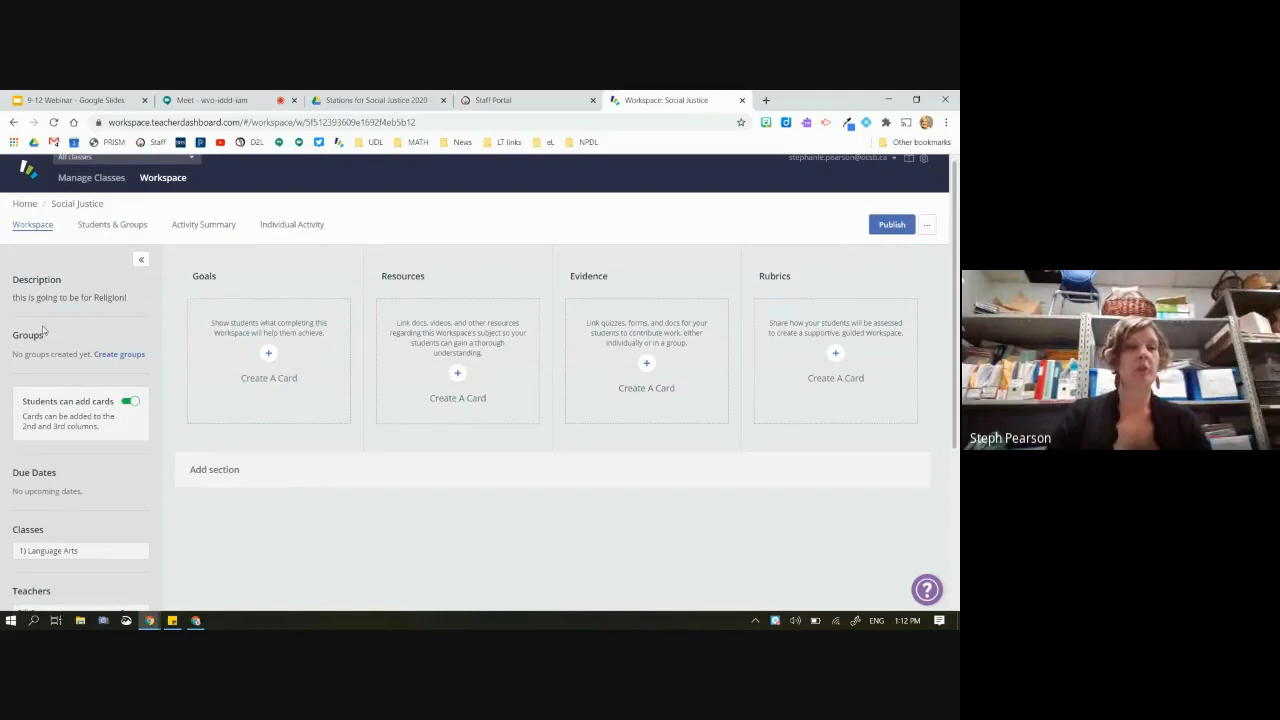 9-12 Webinar - Google Slides
Meet - wvo-iddd-iam
Stations for Social Justice 2020
Staff Portal
Workspace: Social Justice
workspace.teacherdashboard.com/#/workspace/w/5f512393609e1692f4eb5b12
PRISM
Staff
D2L
UDL
MATH
News
LT links
eL
NPDL
Other bookmarks
All classes
stephanie.pearson@ocsb.ca
Manage Classes
Workspace
Home / Social Justice
Workspace
Students & Groups
Activity Summary
Individual Activity
Publish
...
«
Description
this is going to be for Religion!
Groups
No groups created yet. Create groups
Students can add cards
Cards can be added to the
2nd and 3rd columns.
Due Dates
No upcoming dates.
Classes
1) Language Arts
Teachers
Goals
Show students what completing this
Workspace will help them achieve.
+
Create A Card
Resources
Link docs, videos, and other resources
regarding this Workspace's subject so your
students can gain a thorough
understanding.
+
Create A Card
Evidence
Link quizzes, forms, and docs for your
students to contribute work, either
individually or in a group.
+
Create A Card
Rubrics
Share how your students will be assessed
to create a supportive, guided Workspace.
+
Create A Card
Add section
?
Steph Pearson
ENG
1:12 PM